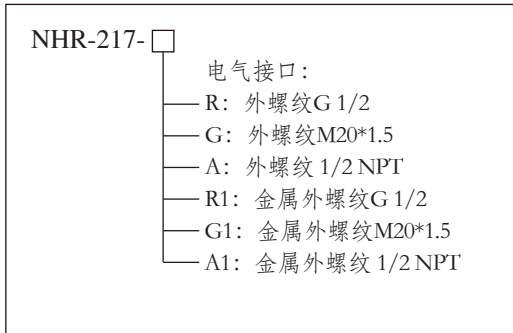 NHR-217-□
电气接口：
R：外螺纹G 1/2
G：外螺纹M20*1.5
A：外螺纹 1/2 NPT
R1：金属外螺纹G 1/2
G1：金属外螺纹M20*1.5
A1：金属外螺纹 1/2 NPT